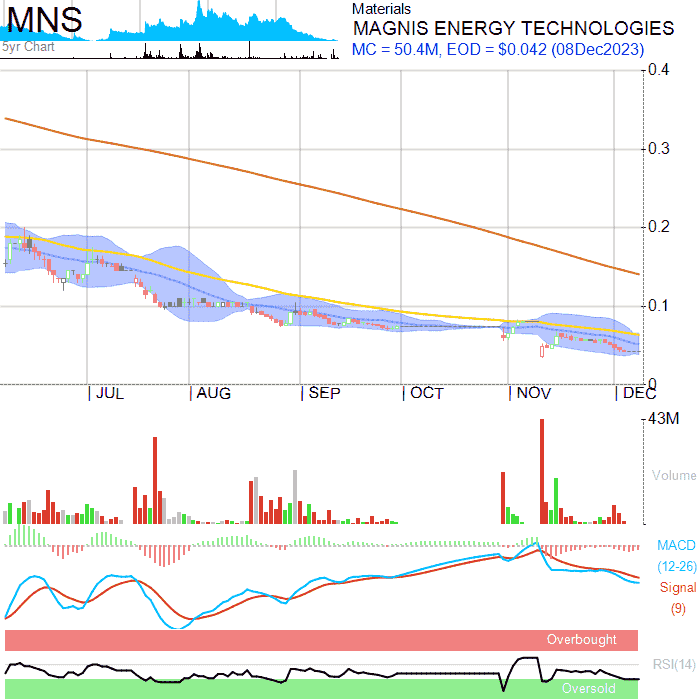 MNS
5yr Chart
Materials
MAGNIS ENERGY TECHNOLOGIES
MC = 50.4M, EOD = $0.042 (08Dec2023)
0.4
0.3
0.2
0.1
0
JUL AUG SEP OCT NOV DEC
43M
Volume
MACD
(12-26)
Signal
(9)
Overbought
RSI(14)
Oversold